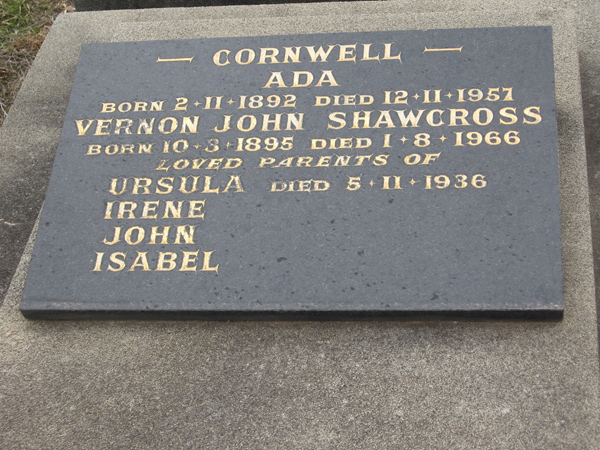 — CORNWELL —
ADA
BORN 2·11·1892 DIED 12·11·1957
VERNON JOHN SHAWCROSS
BORN 10·3·1895 DIED 1·8·1966
LOVED PARENTS OF
URSULA DIED 5·11·1936
IRENE
JOHN
ISABEL